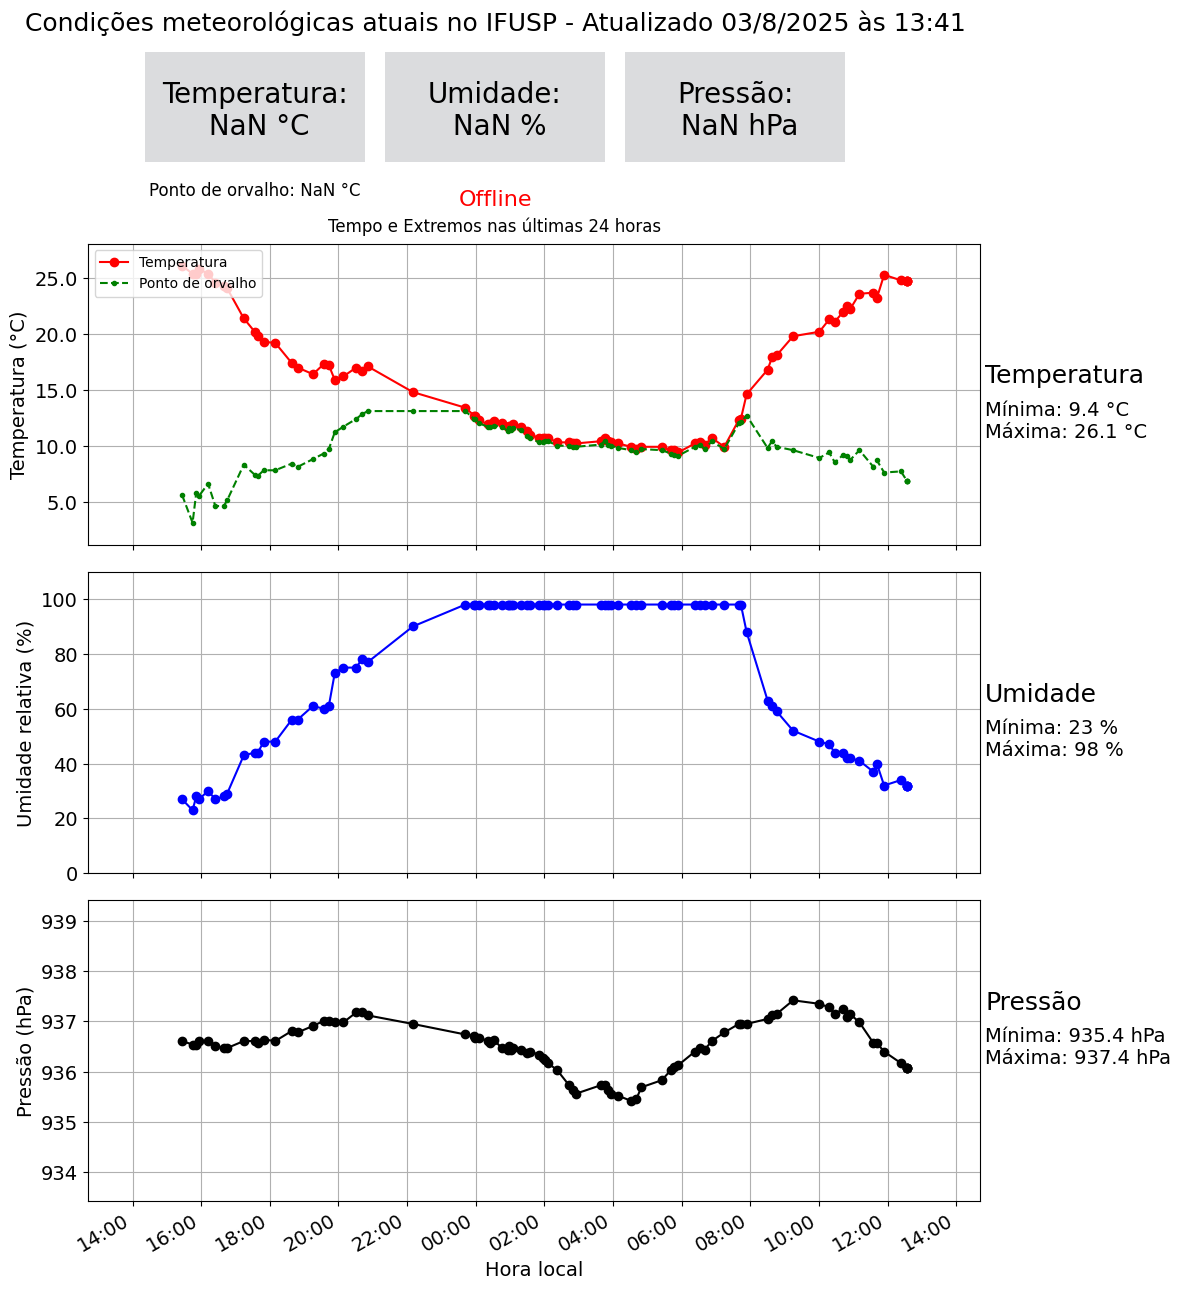 Condições meteorológicas atuais no IFUSP - Atualizado 03/8/2025 às 13:41
Temperatura:
NaN °C
Umidade:
NaN %
Pressão:
NaN hPa
Ponto de orvalho: NaN °C
Offline
Tempo e Extremos nas últimas 24 horas
Temperatura
Ponto de orvalho
Temperatura (°C)
25.0
20.0
15.0
10.0
5.0
Temperatura
Mínima: 9.4 °C
Máxima: 26.1 °C
Umidade relativa (%)
100
80
60
40
20
0
Umidade
Mínima: 23 %
Máxima: 98 %
Pressão (hPa)
939
938
937
936
935
934
Pressão
Mínima: 935.4 hPa
Máxima: 937.4 hPa
14:00 16:00 18:00 20:00 22:00 00:00 02:00 04:00 06:00 08:00 10:00 12:00 14:00
Hora local